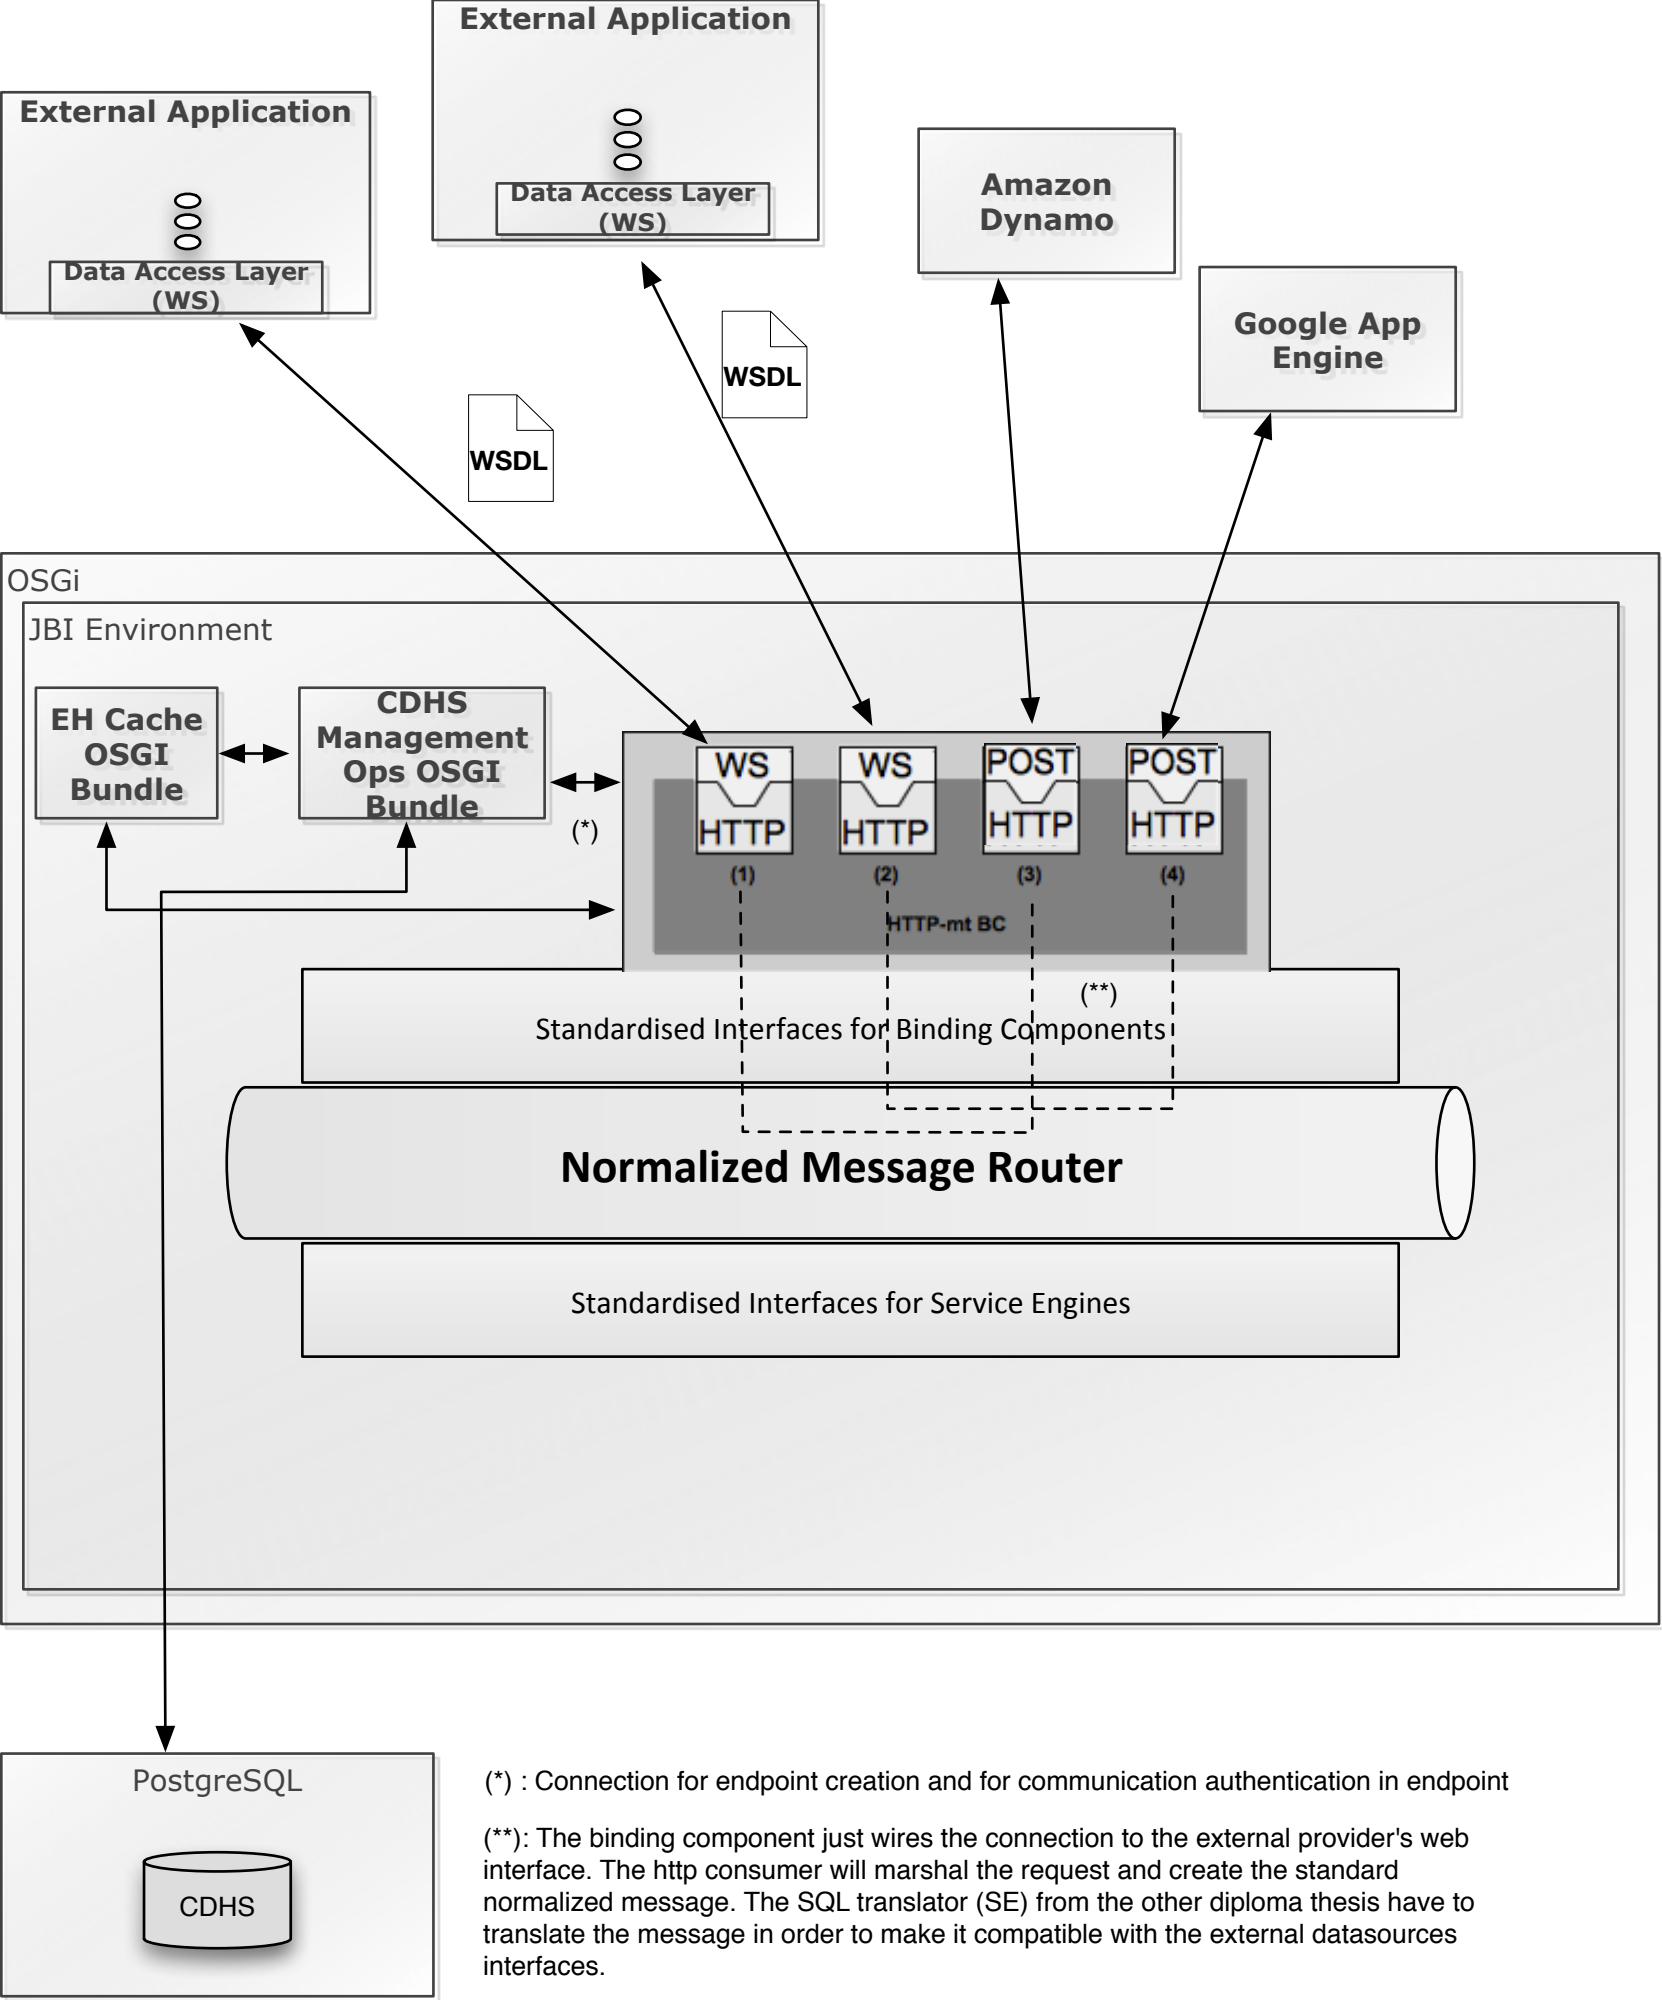 External Application
External Application
Data Access Layer
(WS)
Data Access Layer
(WS)
Amazon
Dynamo
Google App
Engine
WSDL
WSDL
OSGi
JBI Environment
EH Cache
OSGI
Bundle
CDHS
Management
Ops OSGI
Bundle
(*)
WS
HTTP
(1)
WS
HTTP
(2)
POST
HTTP
(3)
POST
HTTP
(4)
HTTP-mt BC
(**)
Standardised Interfaces for Binding Components
Normalized Message Router
Standardised Interfaces for Service Engines
PostgreSQL
CDHS
(*) : Connection for endpoint creation and for communication authentication in endpoint
(**): The binding component just wires the connection to the external provider's web
interface. The http consumer will marshal the request and create the standard
normalized message. The SQL translator (SE) from the other diploma thesis have to
translate the message in order to make it compatible with the external datasources
interfaces.